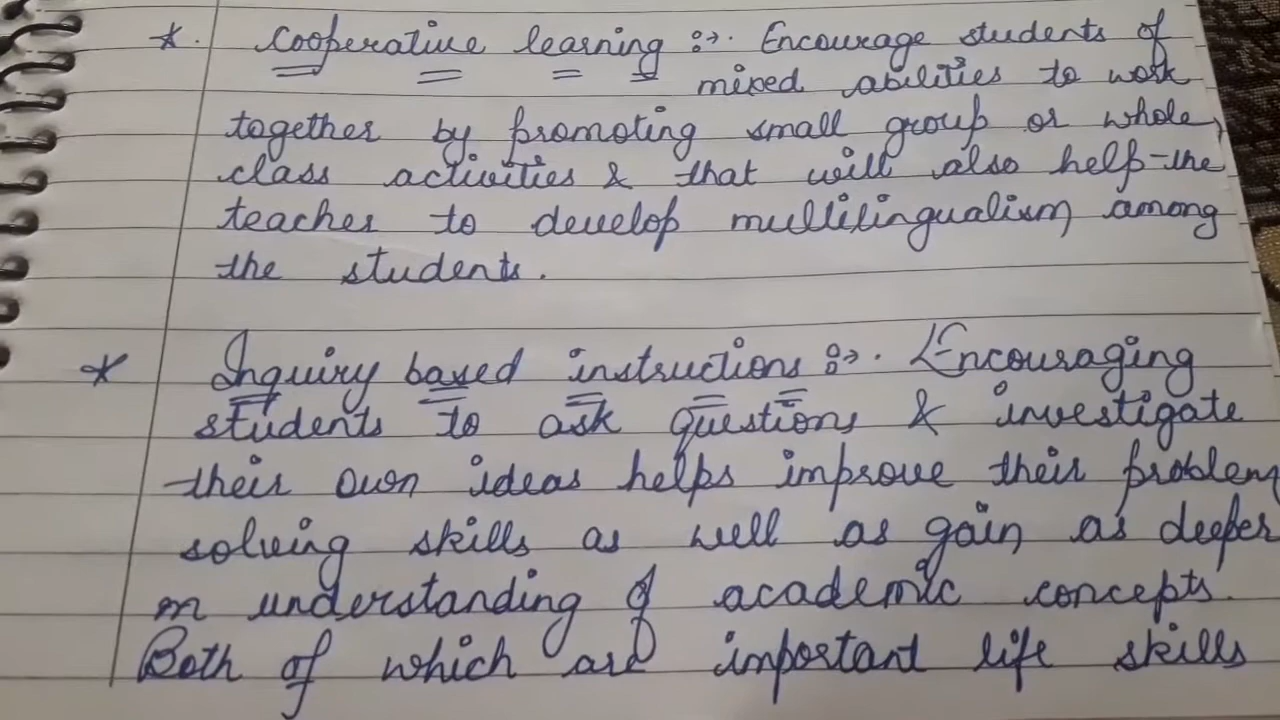 * cooperative learning :→. Encourage students of
mixed abilities to work
together by promoting small group or whole,
class activities & that will also help the
teacher to develop multilingualism among
the students.
* Inquiry based instructions :→. Encouraging
students to ask questions & investigate
their own ideas helps improve their problem
solving skills as well as gain as deeper
understanding of academic concepts.
Both of which are important life skills